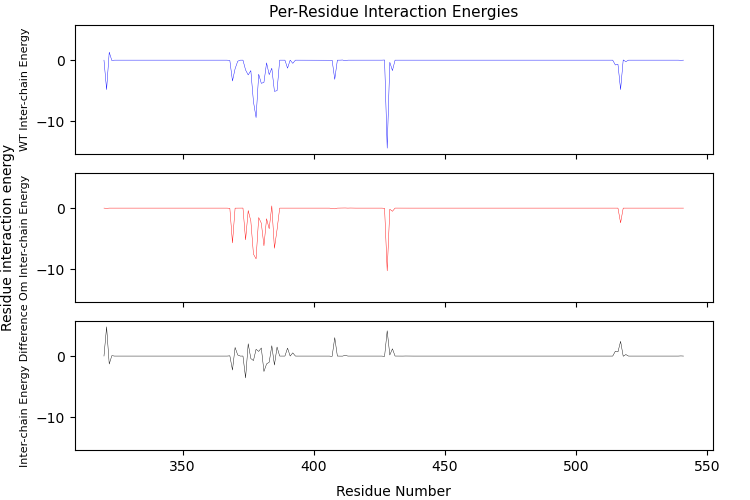 Per-Residue Interaction Energies
Residue interaction energy
WT Inter-chain Energy
0
−10
Om Inter-chain Energy
0
−10
Inter-chain Energy Difference
0
−10
350
400
450
500
550
Residue Number